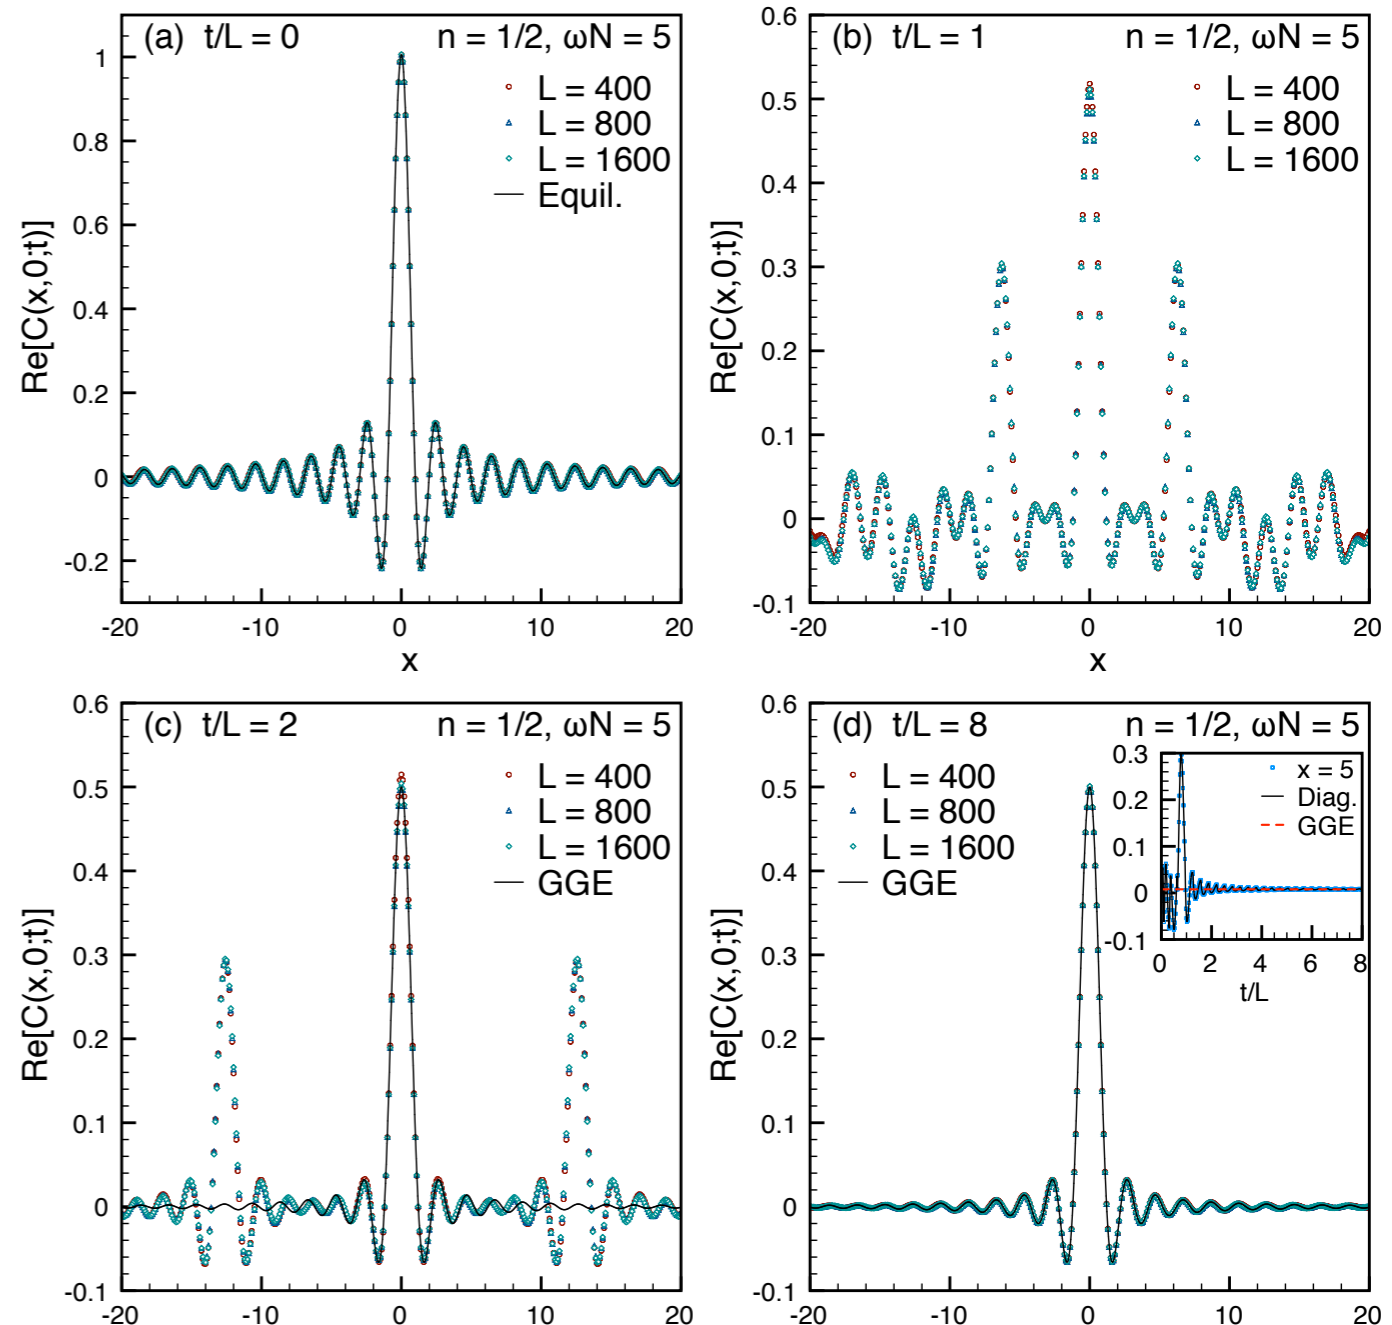 (a) t/L = 0 n = 1/2, ωN = 5
L = 400
L = 800
L = 1600
Equil.
1
0.8
0.6
0.4
0.2
0
-0.2
-20 -10 0 10 20
x
Re[C(x,0;t)]
(b) t/L = 1 n = 1/2, ωN = 5
L = 400
L = 800
L = 1600
0.6
0.5
0.4
0.3
0.2
0.1
0
-0.1
-20 -10 0 10 20
x
Re[C(x,0;t)]
(c) t/L = 2 n = 1/2, ωN = 5
L = 400
L = 800
L = 1600
GGE
0.6
0.5
0.4
0.3
0.2
0.1
0
-0.1
-20 -10 0 10 20
Re[C(x,0;t)]
(d) t/L = 8 n = 1/2, ωN = 5
L = 400
L = 800
L = 1600
GGE
0.6
0.5
0.4
0.3
0.2
0.1
0
-0.1
-20 -10 0 10 20
Re[C(x,0;t)]
x = 5
Diag.
GGE
0.3
0.2
0.1
0
-0.1
0 2 4 6 8
t/L